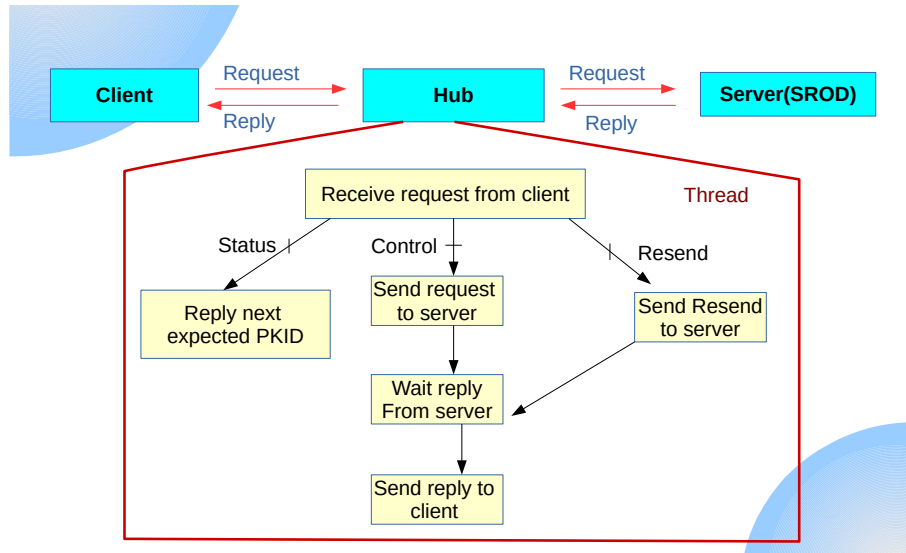 Request
Request
Client
Hub
Server(SROD)
Reply
Reply
Receive request from client
Thread
Status
Control
Resend
Reply next
expected PKID
Send request
to server
Send Resend
to server
Wait reply
From server
Send reply to
client